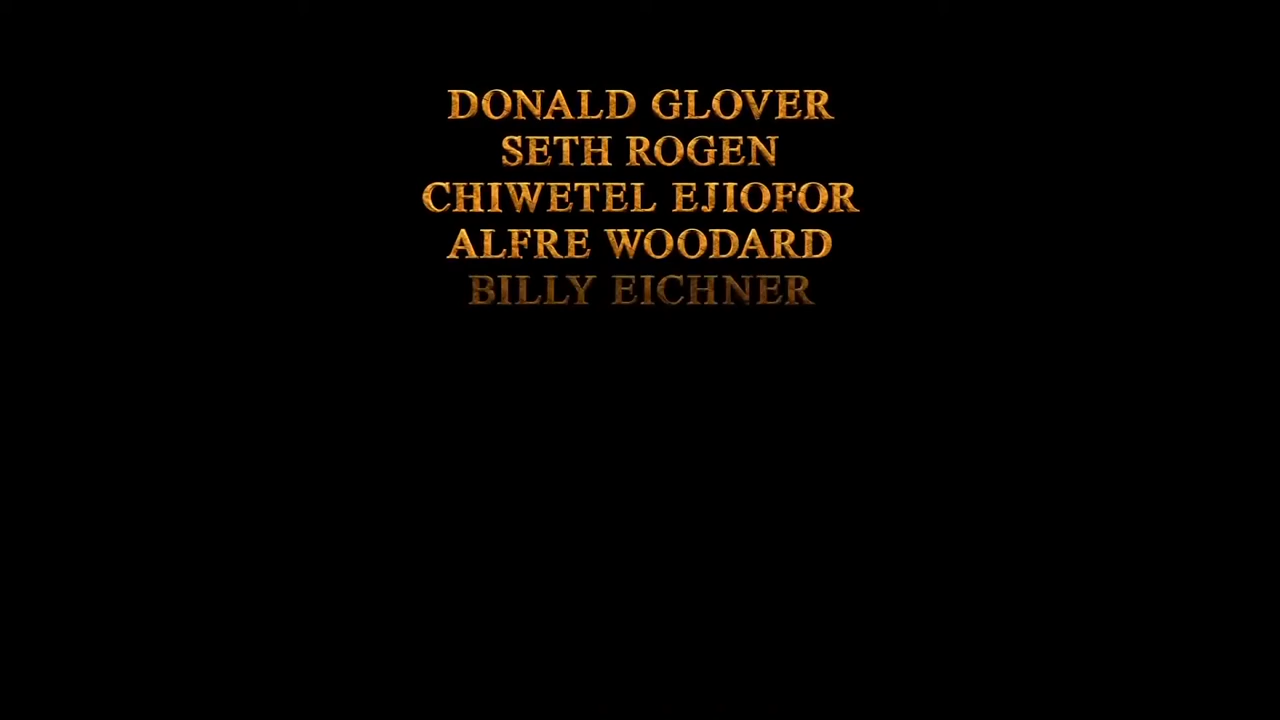 DONALD GLOVER
SETH ROGEN
CHIWETEL EJIOFOR
ALFRE WOODARD
BILLY EICHNER